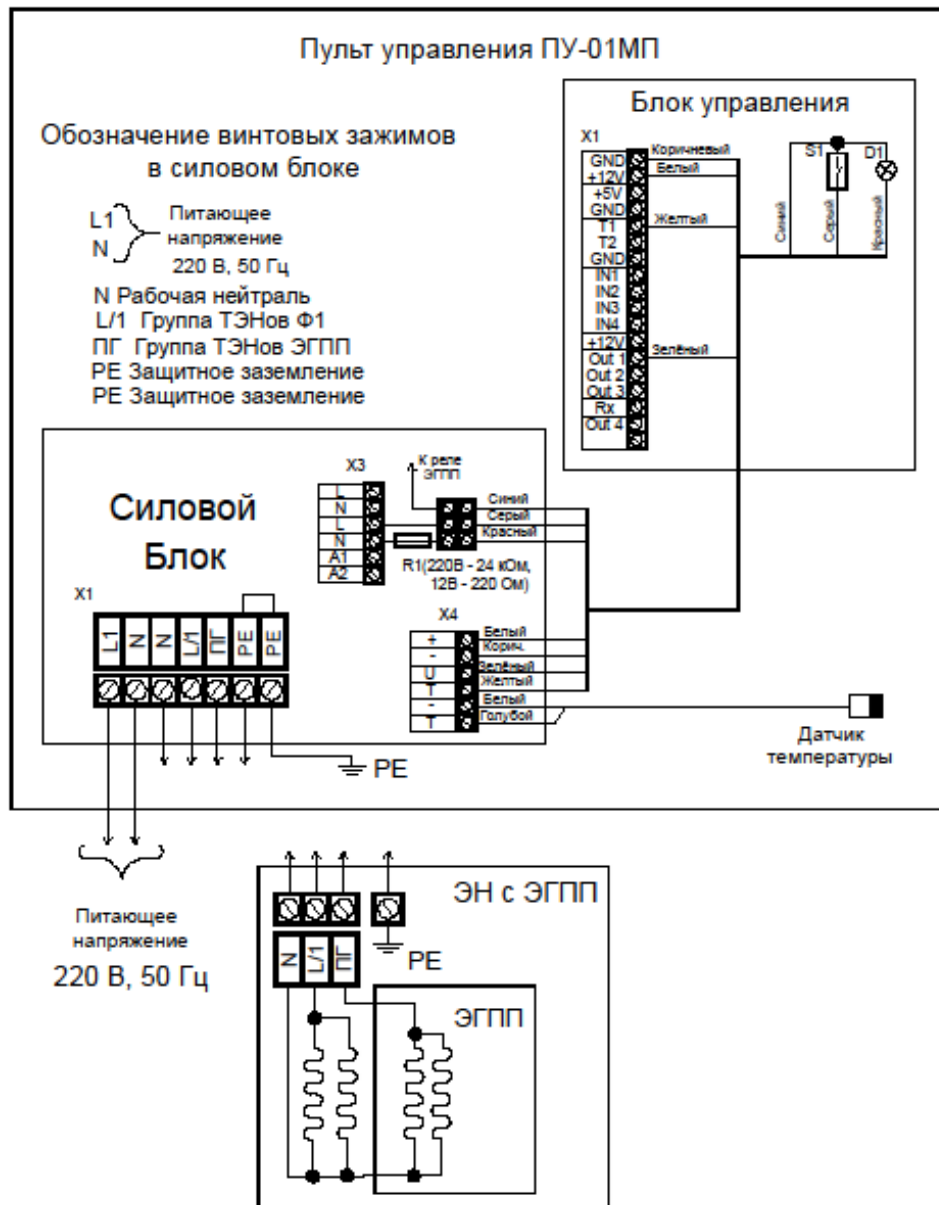 Пульт управления ПУ-01МП
Блок управления
X1
GND
+12V
+5V
GND
T1
T2
GND
IN1
IN2
IN3
IN4
+12V
Out 1
Out 2
Out 3
Rx
Out 4
Коричневый
Белый
Желтый
Зелёный
S1
D1
Синий
Серый
Красный
Обозначение винтовых зажимов
в силовом блоке
L1
N
Питающее
напряжение
220 В, 50 Гц
N Рабочая нейтраль
L/1 Группа ТЭНов Ф1
ПГ Группа ТЭНов ЭГПП
PE Защитное заземление
PE Защитное заземление
Силовой
Блок
X3
L
N
L
N
A1
A2
К реле
ЭГПП
Синий
Серый
Красный
R1(220В - 24 кОм,
12В - 220 Ом)
X1
L1
N
N
L/1
ПГ
PE
PE
X4
+
-
U
T
-
T
Белый
Корич.
Зелёный
Желтый
Белый
Голубой
Датчик
температуры
PE
Питающее
напряжение
220 В, 50 Гц
ЭН с ЭГПП
N
L/1
ПГ
PE
ЭГПП